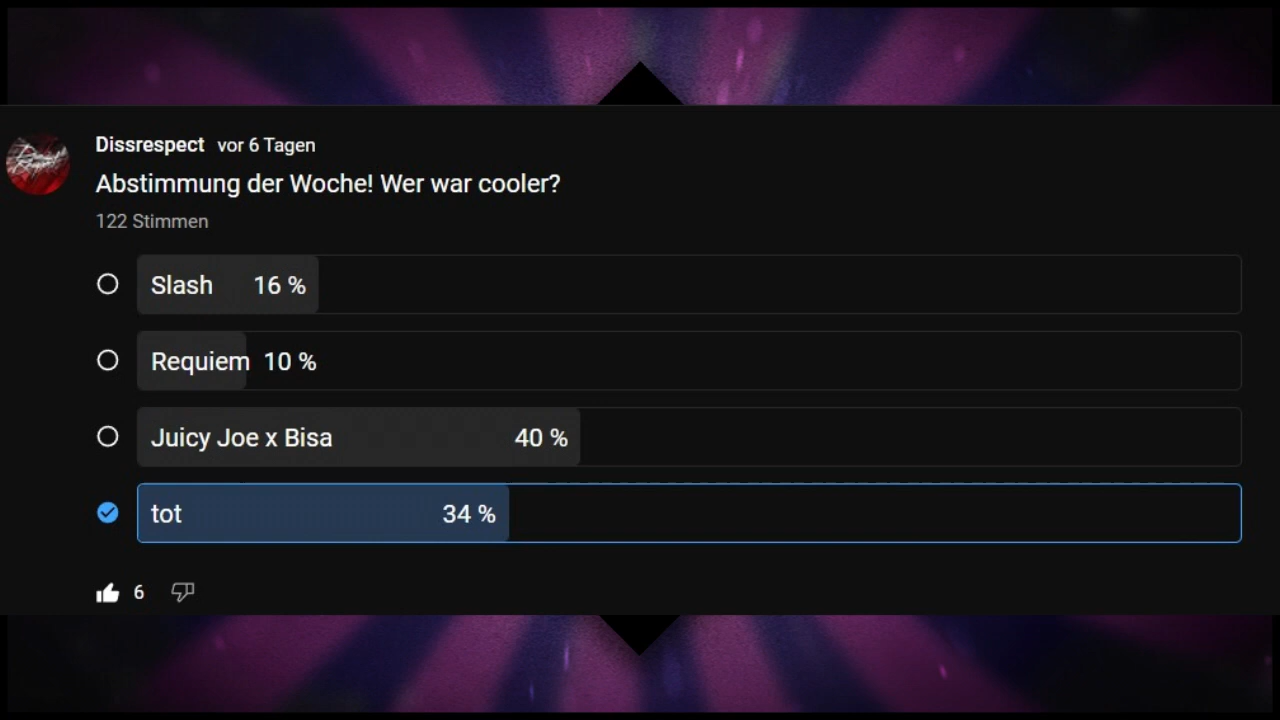 Dissrespect vor 6 Tagen
Abstimmung der Woche! Wer war cooler?
122 Stimmen
Slash 16 %
Requiem 10 %
Juicy Joe x Bisa 40 %
tot 34 %
6